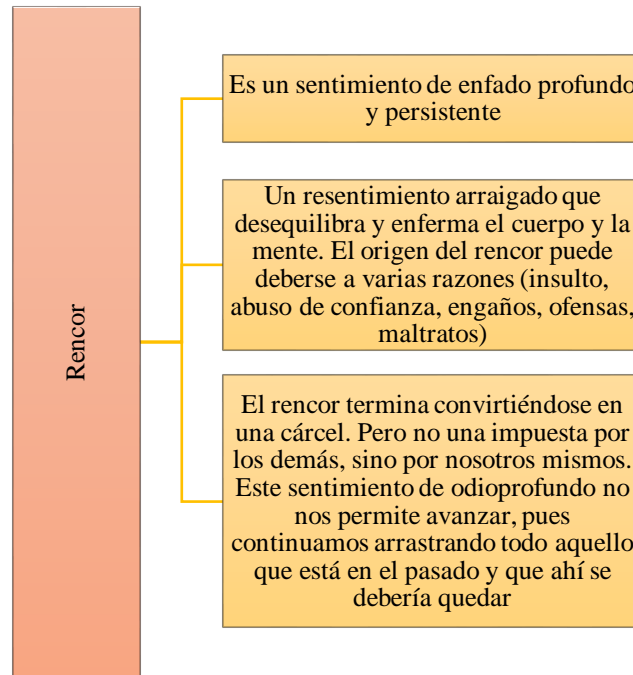 Rencor
Es un sentimiento de enfado profundo
y persistente
Un resentimiento arraigado que
desequilibra y enferma el cuerpo y la
mente. El origen del rencor puede
deberse a varias razones (insulto,
abuso de confianza, engaños, ofensas,
maltratos)
El rencor termina convirtiéndose en
una cárcel. Pero no una impuesta por
los demás, sino por nosotros mismos.
Este sentimiento de odioprofundo no
nos permite avanzar, pues
continuamos arrastrando todo aquello
que está en el pasado y que ahí se
debería quedar